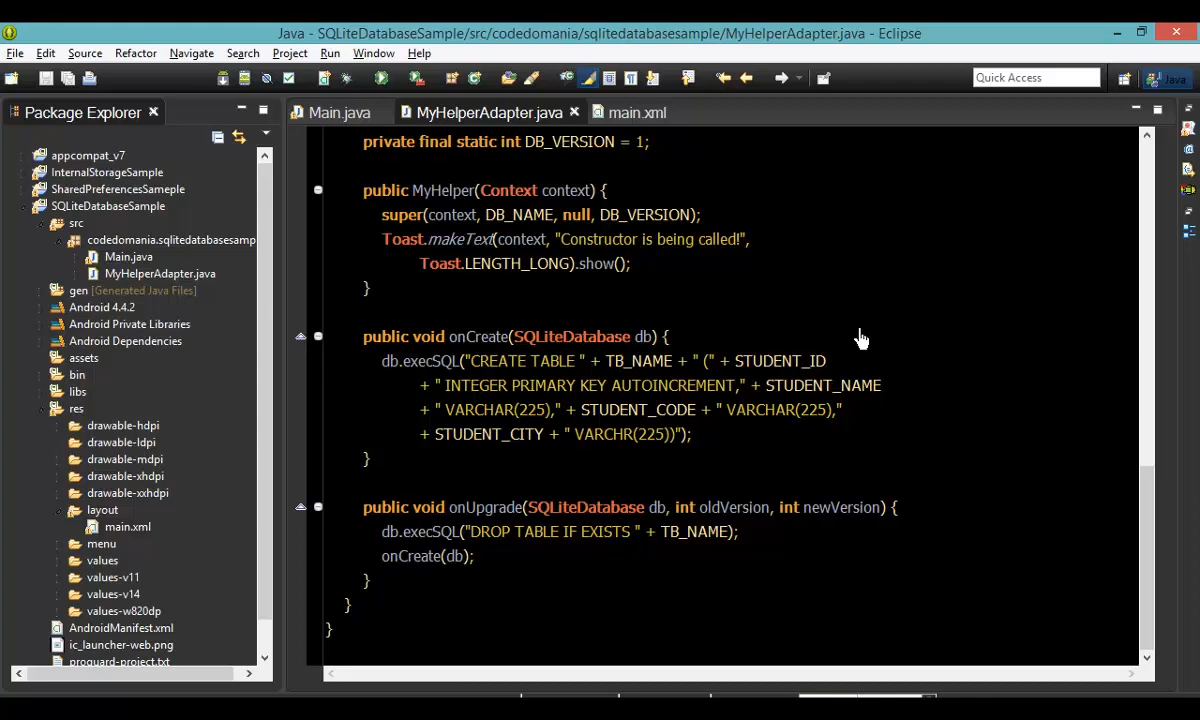 Java - SQLiteDatabaseSample/src/codedomania/sqlitedatabasesample/MyHelperAdapter.java - Eclipse
File Edit Source Refactor Navigate Search Project Run Window Help
Quick Access
Java
Package Explorer
Main.java
MyHelperAdapter.java
main.xml
appcompat_v7
InternalStorageSample
SharedPreferencesSameple
SQLiteDatabaseSample
src
codedomania.sqlitedatabasesamp
Main.java
MyHelperAdapter.java
gen [Generated Java Files]
Android 4.4.2
Android Private Libraries
Android Dependencies
assets
bin
libs
res
drawable-hdpi
drawable-ldpi
drawable-mdpi
drawable-xhdpi
drawable-xxhdpi
layout
main.xml
menu
values
values-v11
values-v14
values-w820dp
AndroidManifest.xml
ic_launcher-web.png
proguard-project.txt
private final static int DB_VERSION = 1;
public MyHelper(Context context) {
super(context, DB_NAME, null, DB_VERSION);
Toast.makeText(context, "Constructor is being called!",
Toast.LENGTH_LONG).show();
}
public void onCreate(SQLiteDatabase db) {
db.execSQL("CREATE TABLE " + TB_NAME + " (" + STUDENT_ID
+ " INTEGER PRIMARY KEY AUTOINCREMENT," + STUDENT_NAME
+ " VARCHAR(225)," + STUDENT_CODE + " VARCHAR(225),"
+ STUDENT_CITY + " VARCHR(225))");
}
public void onUpgrade(SQLiteDatabase db, int oldVersion, int newVersion) {
db.execSQL("DROP TABLE IF EXISTS " + TB_NAME);
onCreate(db);
}
}
}